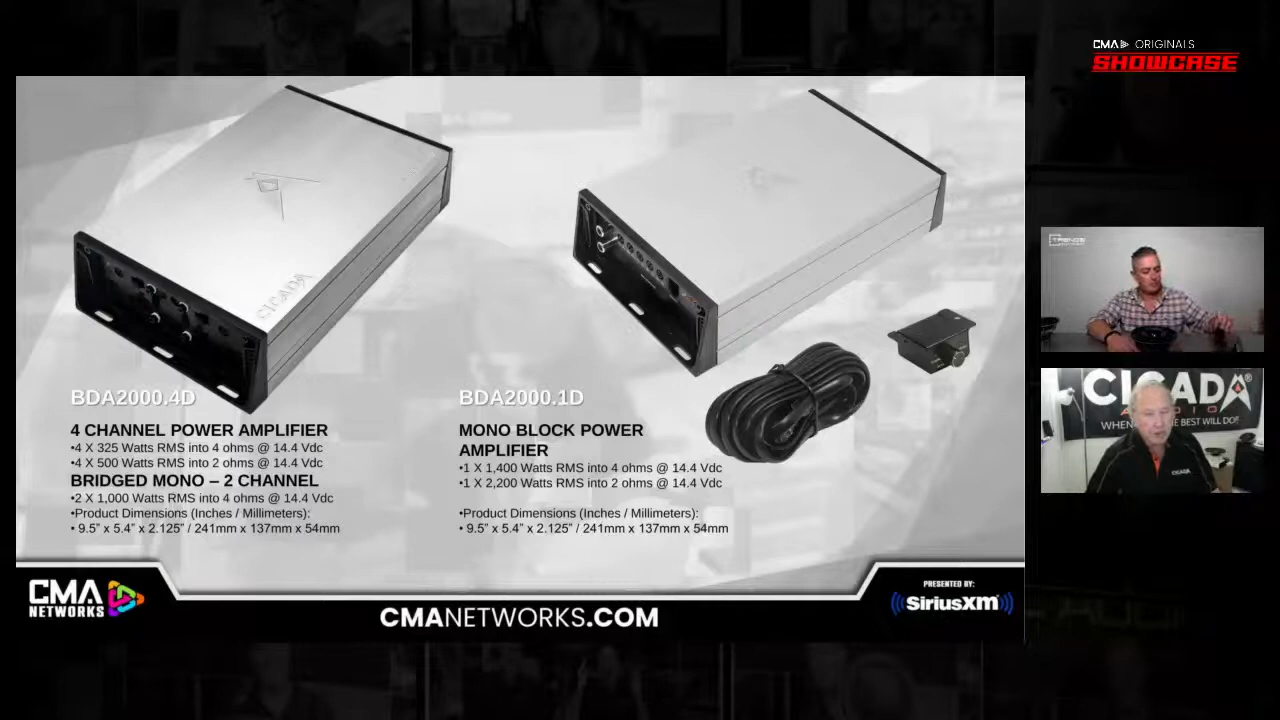 CMA ORIGINALS
SHOWCASE
CICADA
BDA2000.4D
4 CHANNEL POWER AMPLIFIER
•4 X 325 Watts RMS into 4 ohms @ 14.4 Vdc
•4 X 500 Watts RMS into 2 ohms @ 14.4 Vdc
BRIDGED MONO – 2 CHANNEL
•2 X 1,000 Watts RMS into 4 ohms @ 14.4 Vdc
•Product Dimensions (Inches / Millimeters):
• 9.5" x 5.4" x 2.125" / 241mm x 137mm x 54mm
BDA2000.1D
MONO BLOCK POWER
AMPLIFIER
•1 X 1,400 Watts RMS into 4 ohms @ 14.4 Vdc
•1 X 2,200 Watts RMS into 2 ohms @ 14.4 Vdc
•Product Dimensions (Inches / Millimeters):
• 9.5" x 5.4" x 2.125" / 241mm x 137mm x 54mm
TRENDS
CICADA®
AUDIO
WHEN BEST WILL DO!
CICADA
CMA
NETWORKS
CMANETWORKS.COM
PRESENTED BY:
SiriusXM